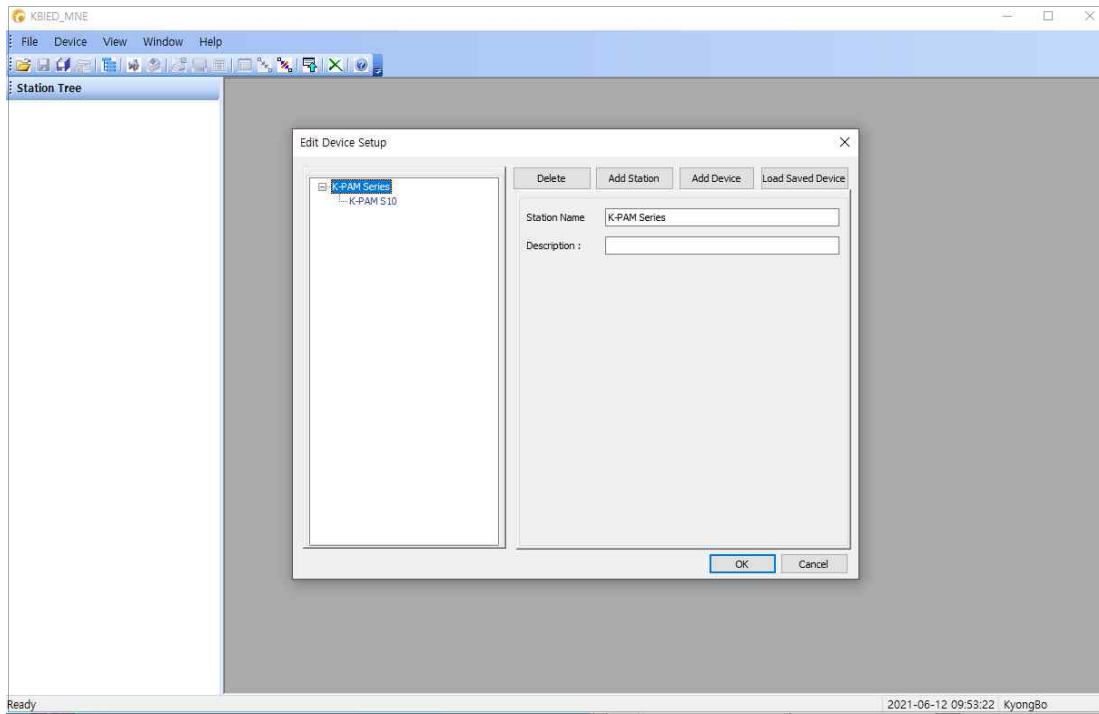 KBIED_MNE
File Device View Window Help
Station Tree
Edit Device Setup
K-PAM Series
K-PAM S10
Delete Add Station Add Device Load Saved Device
Station Name K-PAM Series
Description :
OK Cancel
Ready 2021-06-12 09:53:22 KyongBo